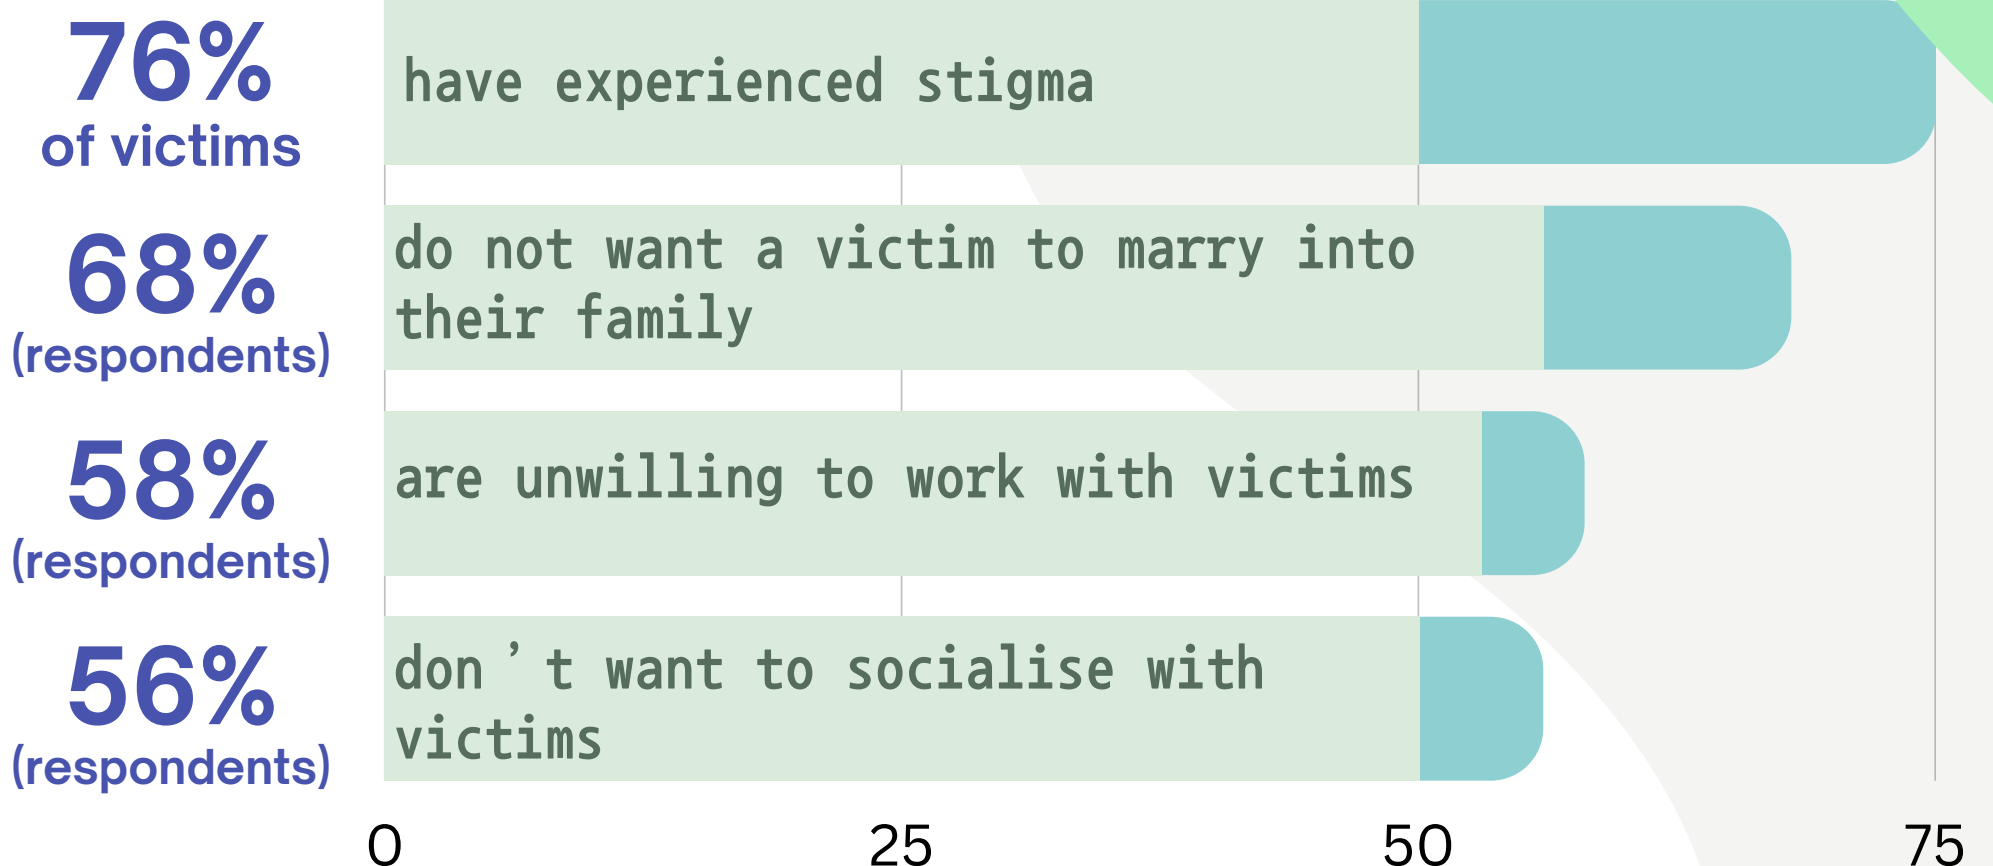 76%
of victims
have experienced stigma
68%
(respondents)
do not want a victim to marry into
their family
58%
(respondents)
are unwilling to work with victims
56%
(respondents)
don’t want to socialise with
victims
0 25 50 75